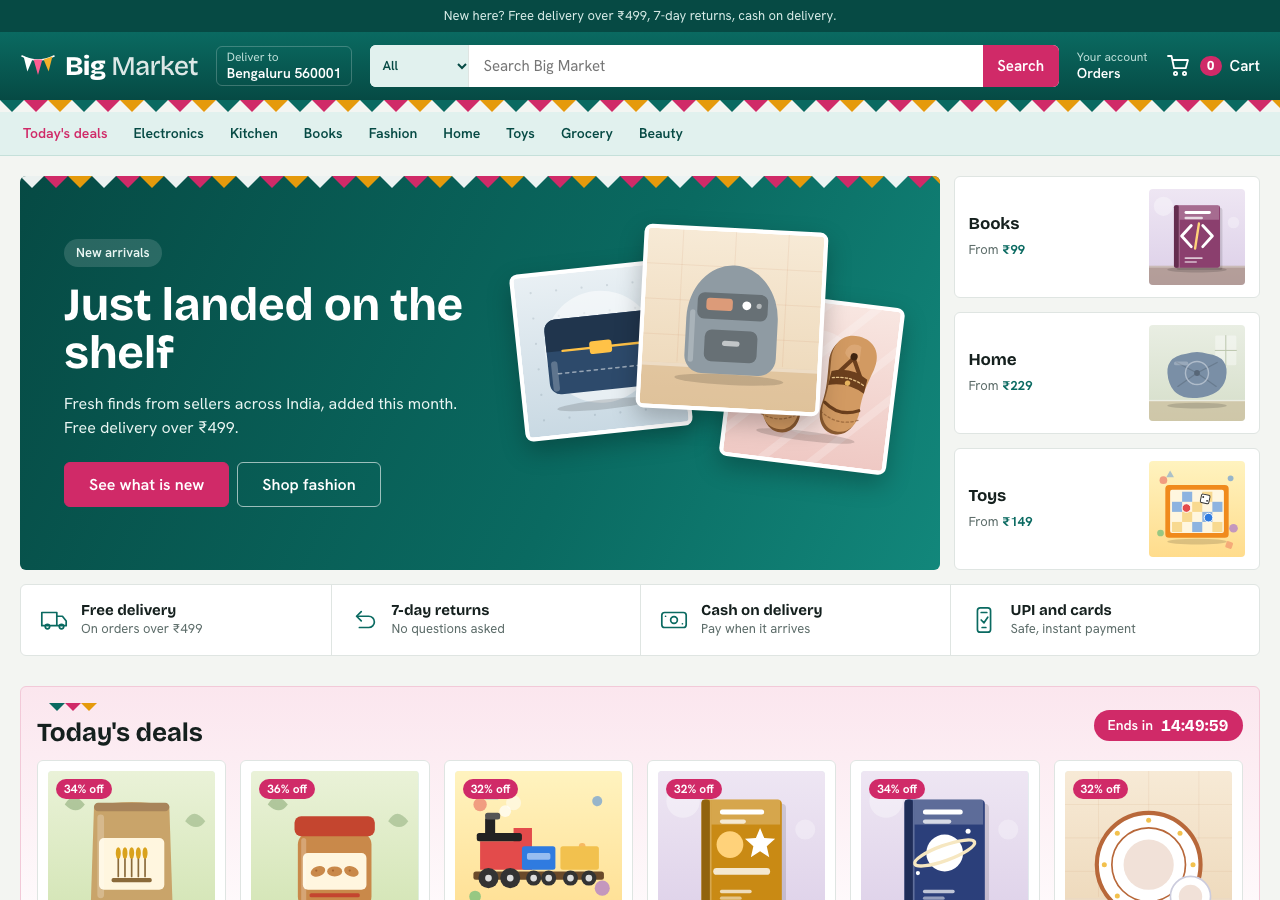 New here? Free delivery over ₹499, 7-day returns, cash on delivery.
Big Market
Deliver to
Bengaluru 560001
All
Search Big Market
Search
Your account
Orders
0
Cart
Today's deals
Electronics
Kitchen
Books
Fashion
Home
Toys
Grocery
Beauty
New arrivals
Just landed on the
shelf
Fresh finds from sellers across India, added this month.
Free delivery over ₹499.
See what is new
Shop fashion
Books
From ₹99
Home
From ₹229
Toys
From ₹149
Free delivery
On orders over ₹499
7-day returns
No questions asked
Cash on delivery
Pay when it arrives
UPI and cards
Safe, instant payment
Today's deals
Ends in 14:49:59
34% off
36% off
32% off
32% off
34% off
32% off